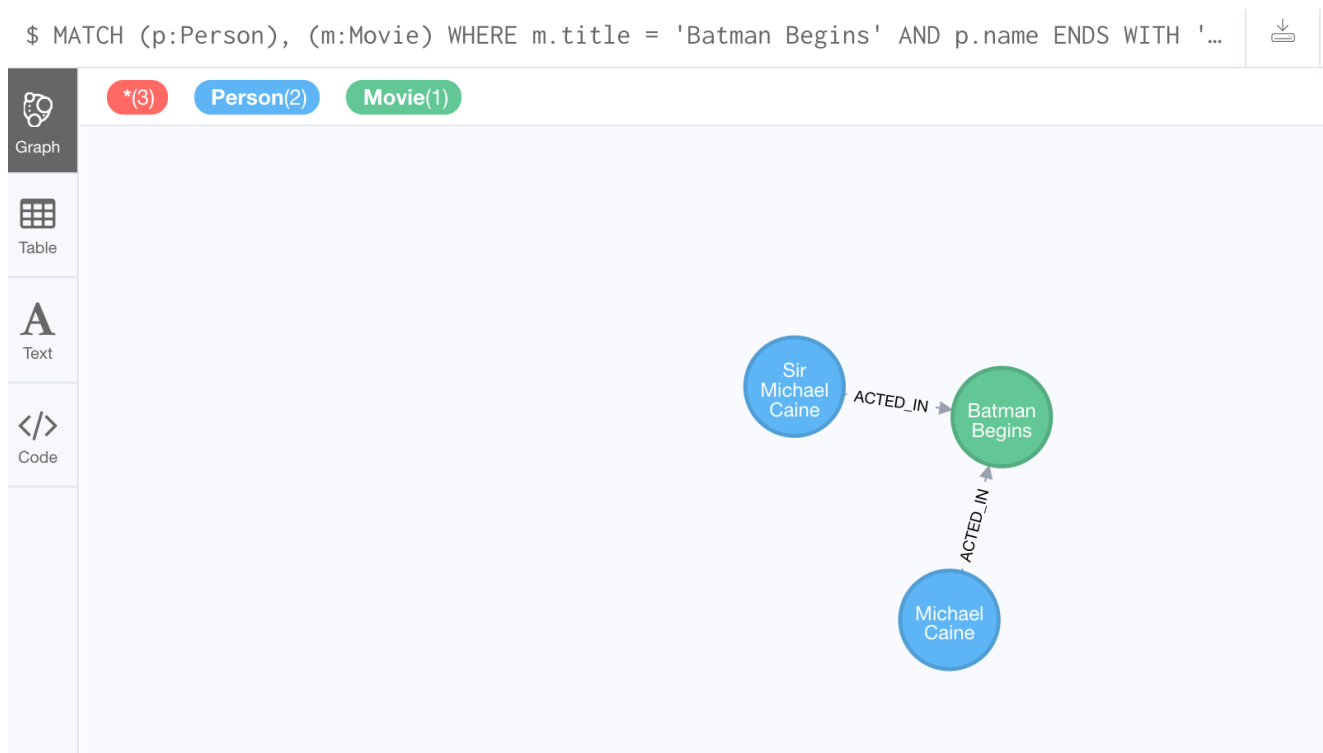 $ MATCH (p:Person), (m:Movie) WHERE m.title = 'Batman Begins' AND p.name ENDS WITH '…
*(3) Person(2) Movie(1)
Graph
Table
A
Text
</>
Code
Sir
Michael
Caine
ACTED_IN
Batman
Begins
ACTED_IN
Michael
Caine